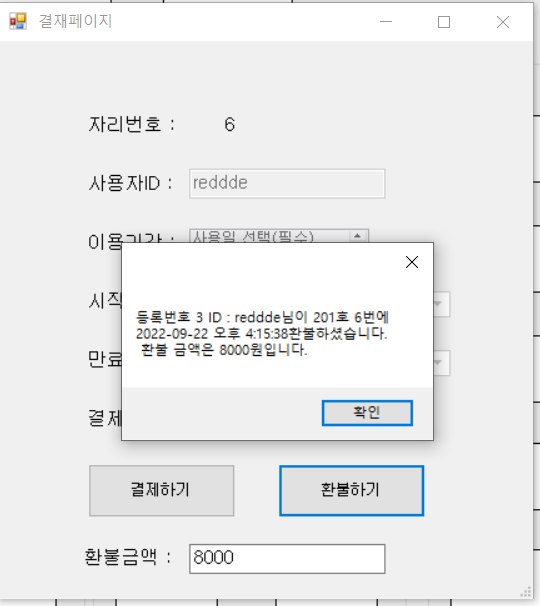 결재페이지
자리번호 : 6
사용자ID : reddde
이용기간 : 사용일 선택(필수)
시작
등록번호 3 ID : reddde님이 201호 6번에
2022-09-22 오후 4:15:38환불하셨습니다.
환불 금액은 8000원입니다.
만료
확인
결제
결제하기 환불하기
환불금액 : 8000